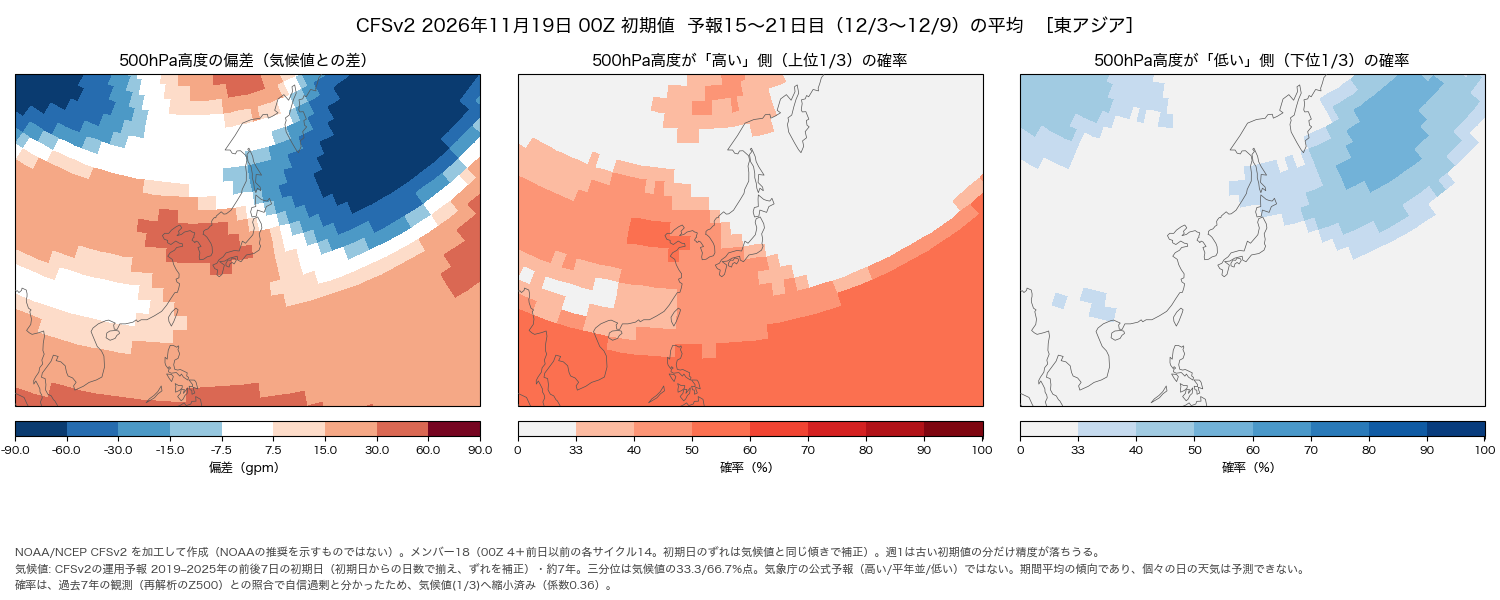 CFSv2 2026年11月19日 00Z 初期値 予報15～21日目（12/3～12/9）の平均 ［東アジア］
500hPa高度の偏差（気候値との差）
500hPa高度が「高い」側（上位1/3）の確率
500hPa高度が「低い」側（下位1/3）の確率
-90.0 -60.0 -30.0 -15.0 -7.5 7.5 15.0 30.0 60.0 90.0
偏差（gpm）
0 33 40 50 60 70 80 90 100
確率（%）
0 33 40 50 60 70 80 90 100
確率（%）
NOAA/NCEP CFSv2 を加工して作成（NOAAの推奨を示すものではない）。メンバー18（00Z 4＋前日以前の各サイクル14。初期日のずれは気候値と同じ傾きで補正）。週1は古い初期値の分だけ精度が落ちうる。
気候値: CFSv2の運用予報 2019–2025年の前後7日の初期日（初期日からの日数で揃え、ずれを補正）・約7年。三分位は気候値の33.3/66.7%点。気象庁の公式予報（高い/平年並/低い）ではない。期間平均の傾向であり、個々の日の天気は予測できない。
確率は、過去7年の観測（再解析のZ500）との照合で自信過剰と分かったため、気候値(1/3)へ縮小済み（係数0.36）。